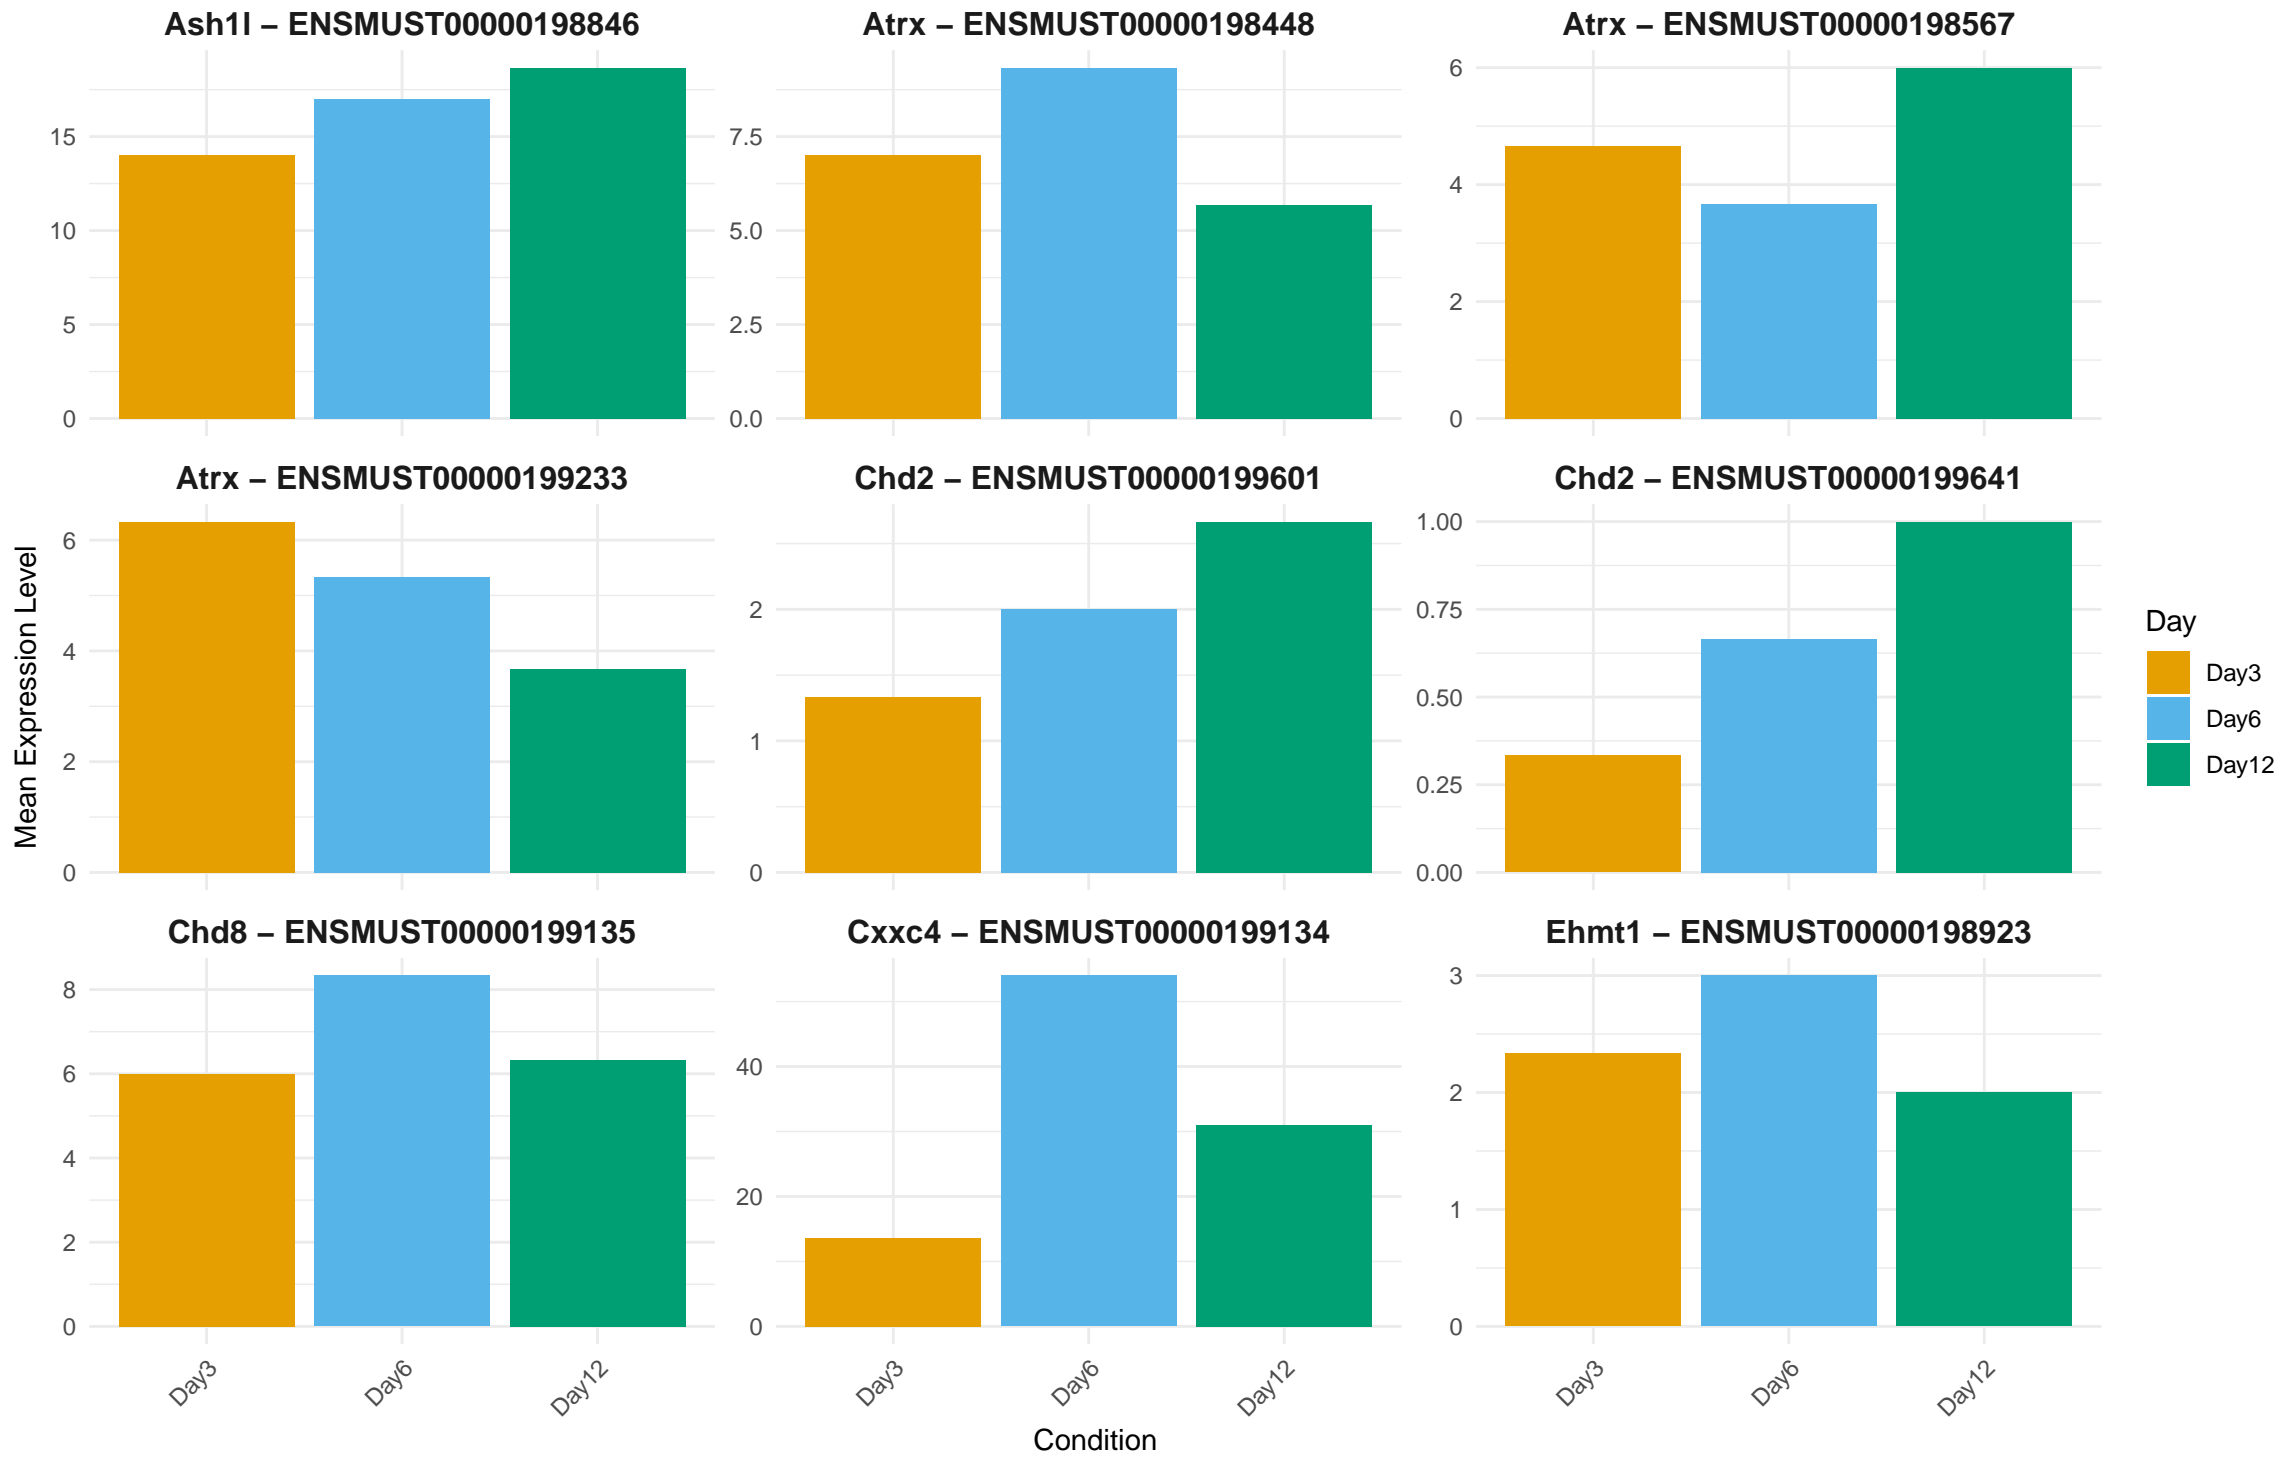 Ash1l – ENSMUST00000198846
Atrx – ENSMUST00000198448
Atrx – ENSMUST00000198567
15
10
5
0
7.5
5.0
2.5
0.0
6
4
2
0
Atrx – ENSMUST00000199233
Chd2 – ENSMUST00000199601
Chd2 – ENSMUST00000199641
Mean Expression Level
6
4
2
0
2
1
0
1.00
0.75
0.50
0.25
0.00
Day
Day3
Day6
Day12
Chd8 – ENSMUST00000199135
Cxxc4 – ENSMUST00000199134
Ehmt1 – ENSMUST00000198923
8
6
4
2
0
40
20
0
3
2
1
0
Day3
Day6
Day12
Day3
Day6
Day12
Day3
Day6
Day12
Condition